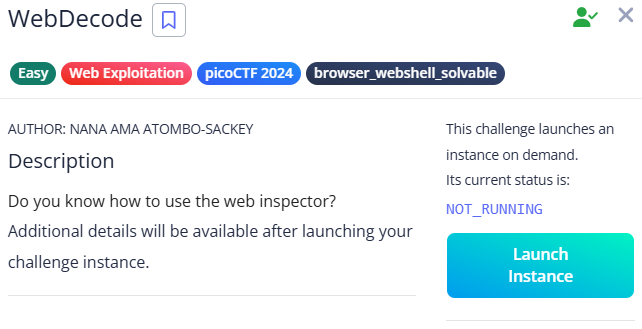 WebDecode
Easy
Web Exploitation
picoCTF 2024
browser_webshell_solvable
AUTHOR: NANA AMA ATOMBO-SACKEY
Description
Do you know how to use the web inspector?
Additional details will be available after launching your
challenge instance.
This challenge launches an
instance on demand.
Its current status is:
NOT_RUNNING
Launch
Instance